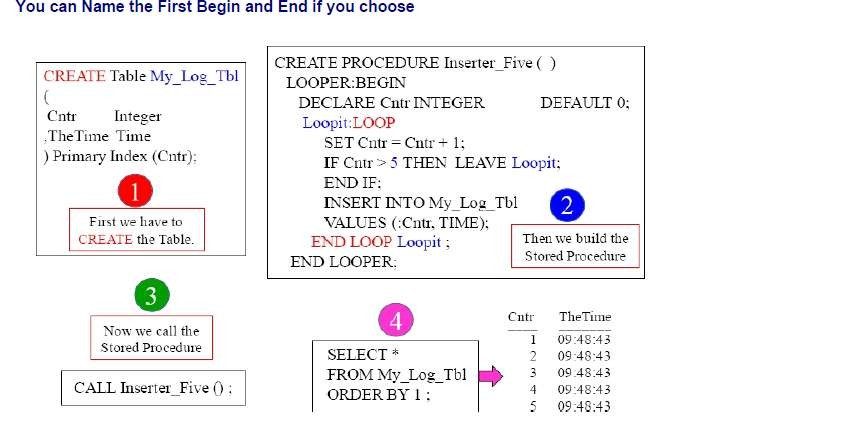 You can Name the First Begin and End if you choose
CREATE Table My_Log_Tbl
(
Cntr Integer
,TheTime Time
) Primary Index (Cntr);
1
First we have to
CREATE the Table.
CREATE PROCEDURE Inserter_Five ( )
LOOPER:BEGIN
DECLARE Cntr INTEGER DEFAULT 0;
Loopit:LOOP
SET Cntr = Cntr + 1;
IF Cntr > 5 THEN LEAVE Loopit;
END IF;
INSERT INTO My_Log_Tbl
VALUES (:Cntr, TIME);
END LOOP Loopit ;
END LOOPER;
2
Then we build the
Stored Procedure
3
Now we call the
Stored Procedure
CALL Inserter_Five () ;
4
SELECT *
FROM My_Log_Tbl
ORDER BY 1 ;
Cntr TheTime
1 09:48:43
2 09:48:43
3 09:48:43
4 09:48:43
5 09:48:43